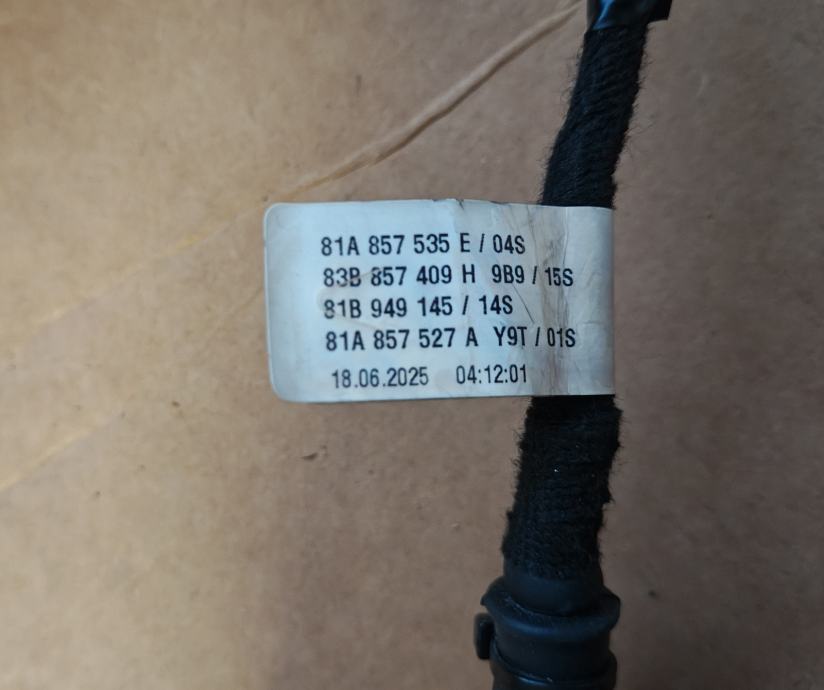 81A 857 535 E / 04S
83B 857 409 H 9B9 / 15S
81B 949 145 / 14S
81A 857 527 A Y9T / 01S
18.06.2025 04:12:01